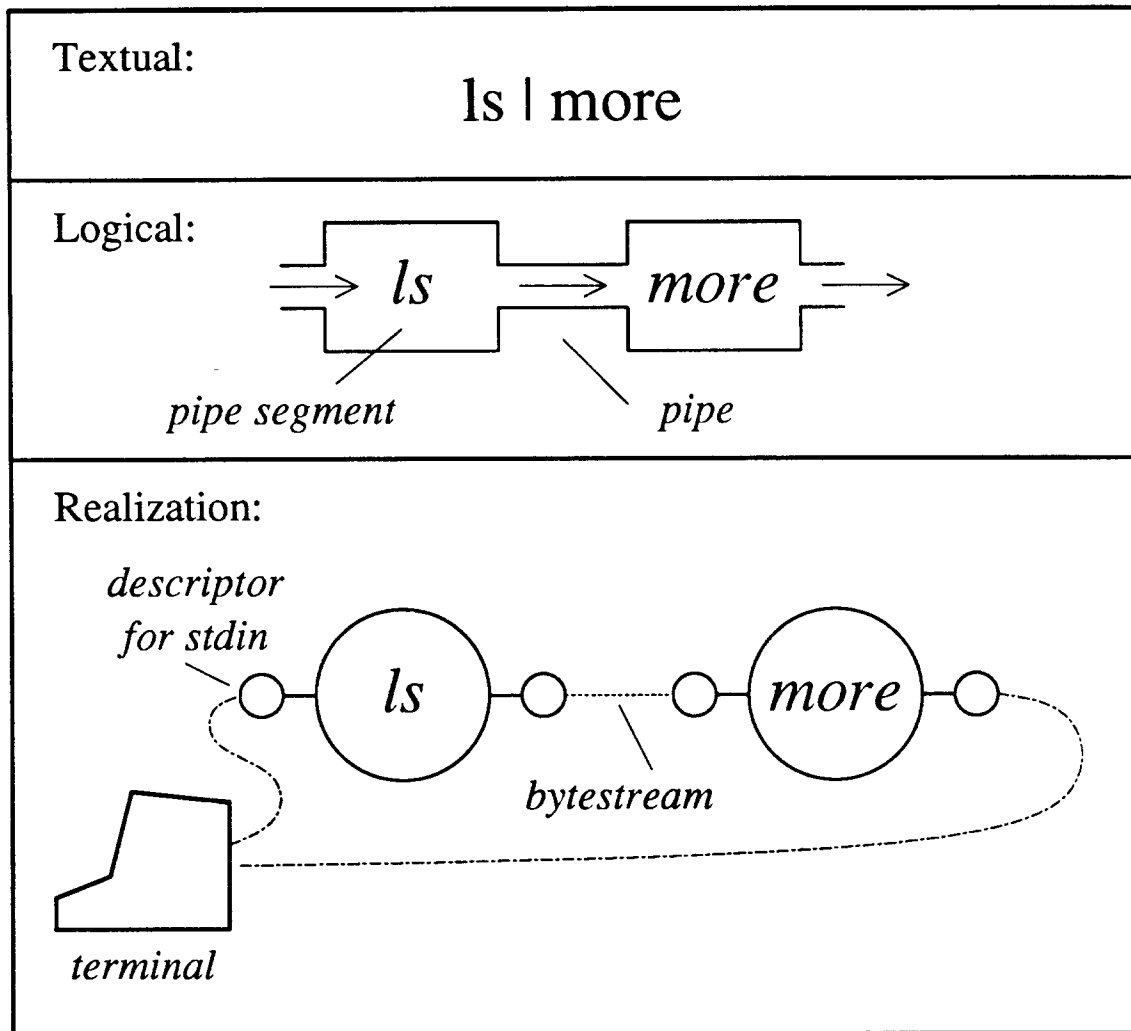 Textual:
ls | more
Logical:
ls
more
pipe segment
pipe
Realization:
descriptor
for stdin
ls
more
bytestream
terminal